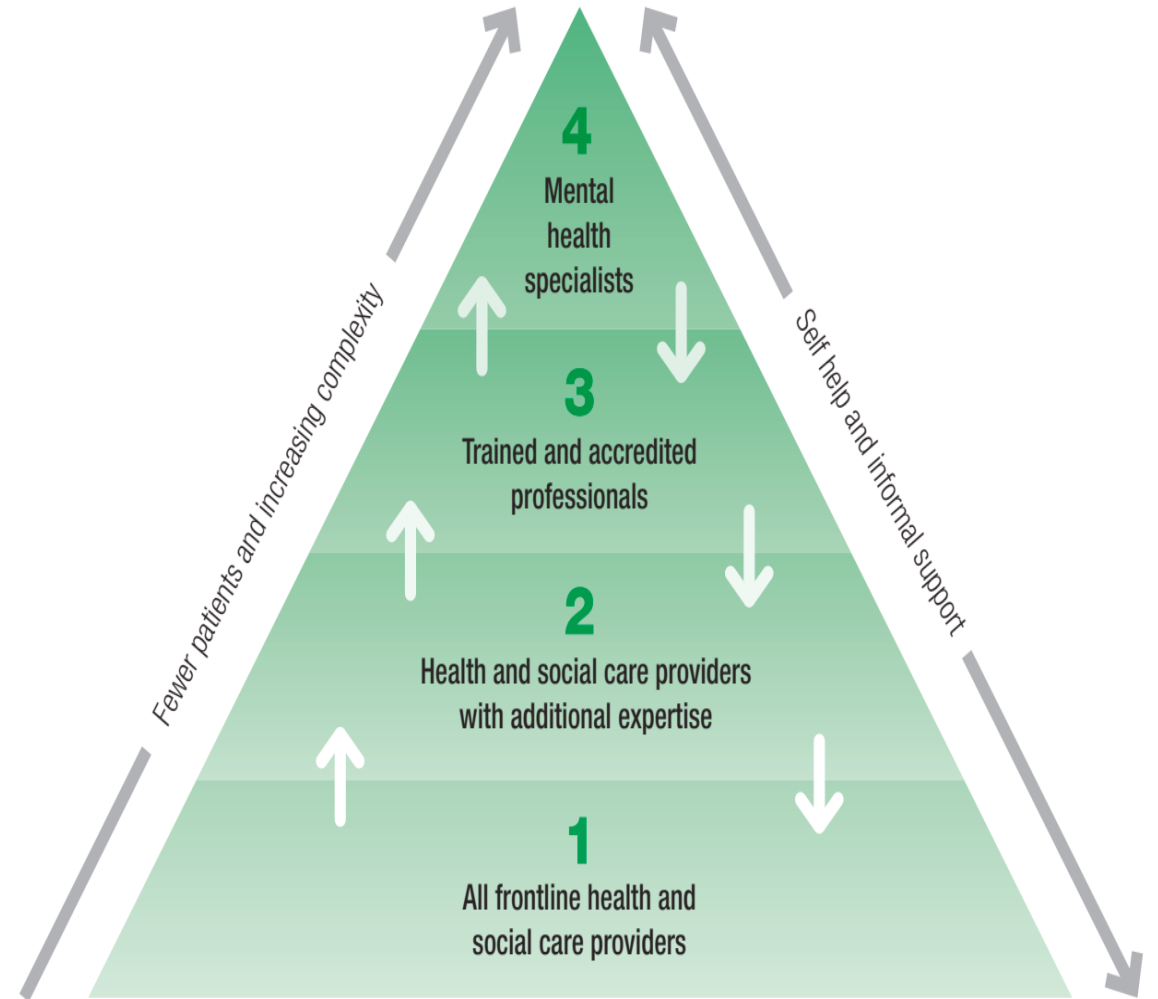 4
Mental
health
specialists
3
Trained and accredited
professionals
2
Health and social care providers
with additional expertise
1
All frontline health and
social care providers
Fewer patients and increasing complexity
Self help and informal support